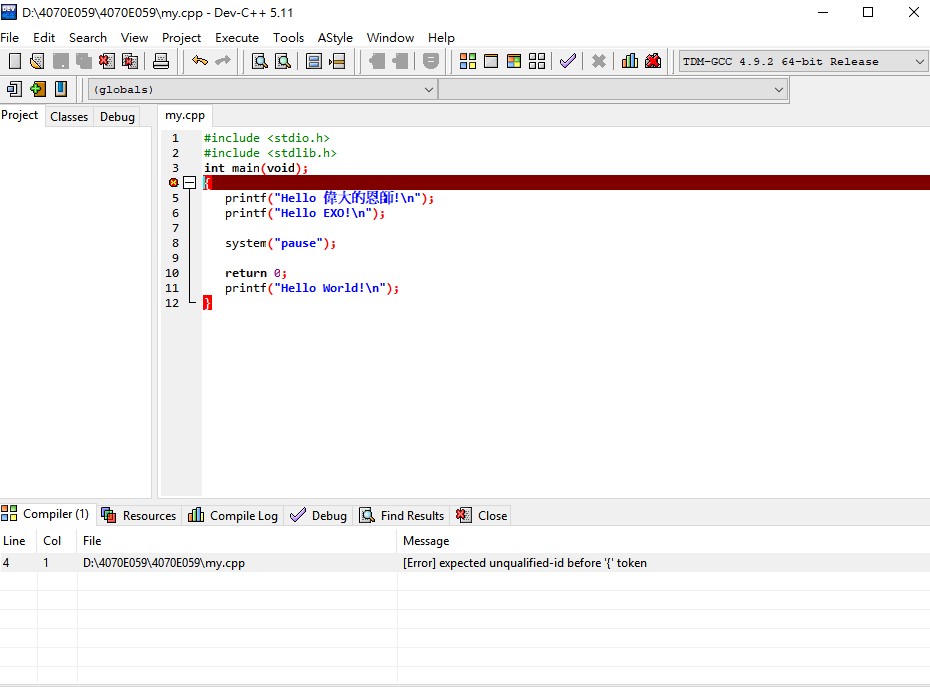 D:\4070E059\4070E059\my.cpp - Dev-C++ 5.11
File Edit Search View Project Execute Tools AStyle Window Help
TDM-GCC 4.9.2 64-bit Release
(globals)
Project Classes Debug my.cpp
1 #include <stdio.h>
2 #include <stdlib.h>
3 int main(void);
{
5 printf("Hello 偉大的恩師!\n");
6 printf("Hello EXO!\n");
7
8 system("pause");
9
10 return 0;
11 printf("Hello World!\n");
12 }
Compiler (1) Resources Compile Log Debug Find Results Close
Line Col File Message
4 1 D:\4070E059\4070E059\my.cpp [Error] expected unqualified-id before '{' token